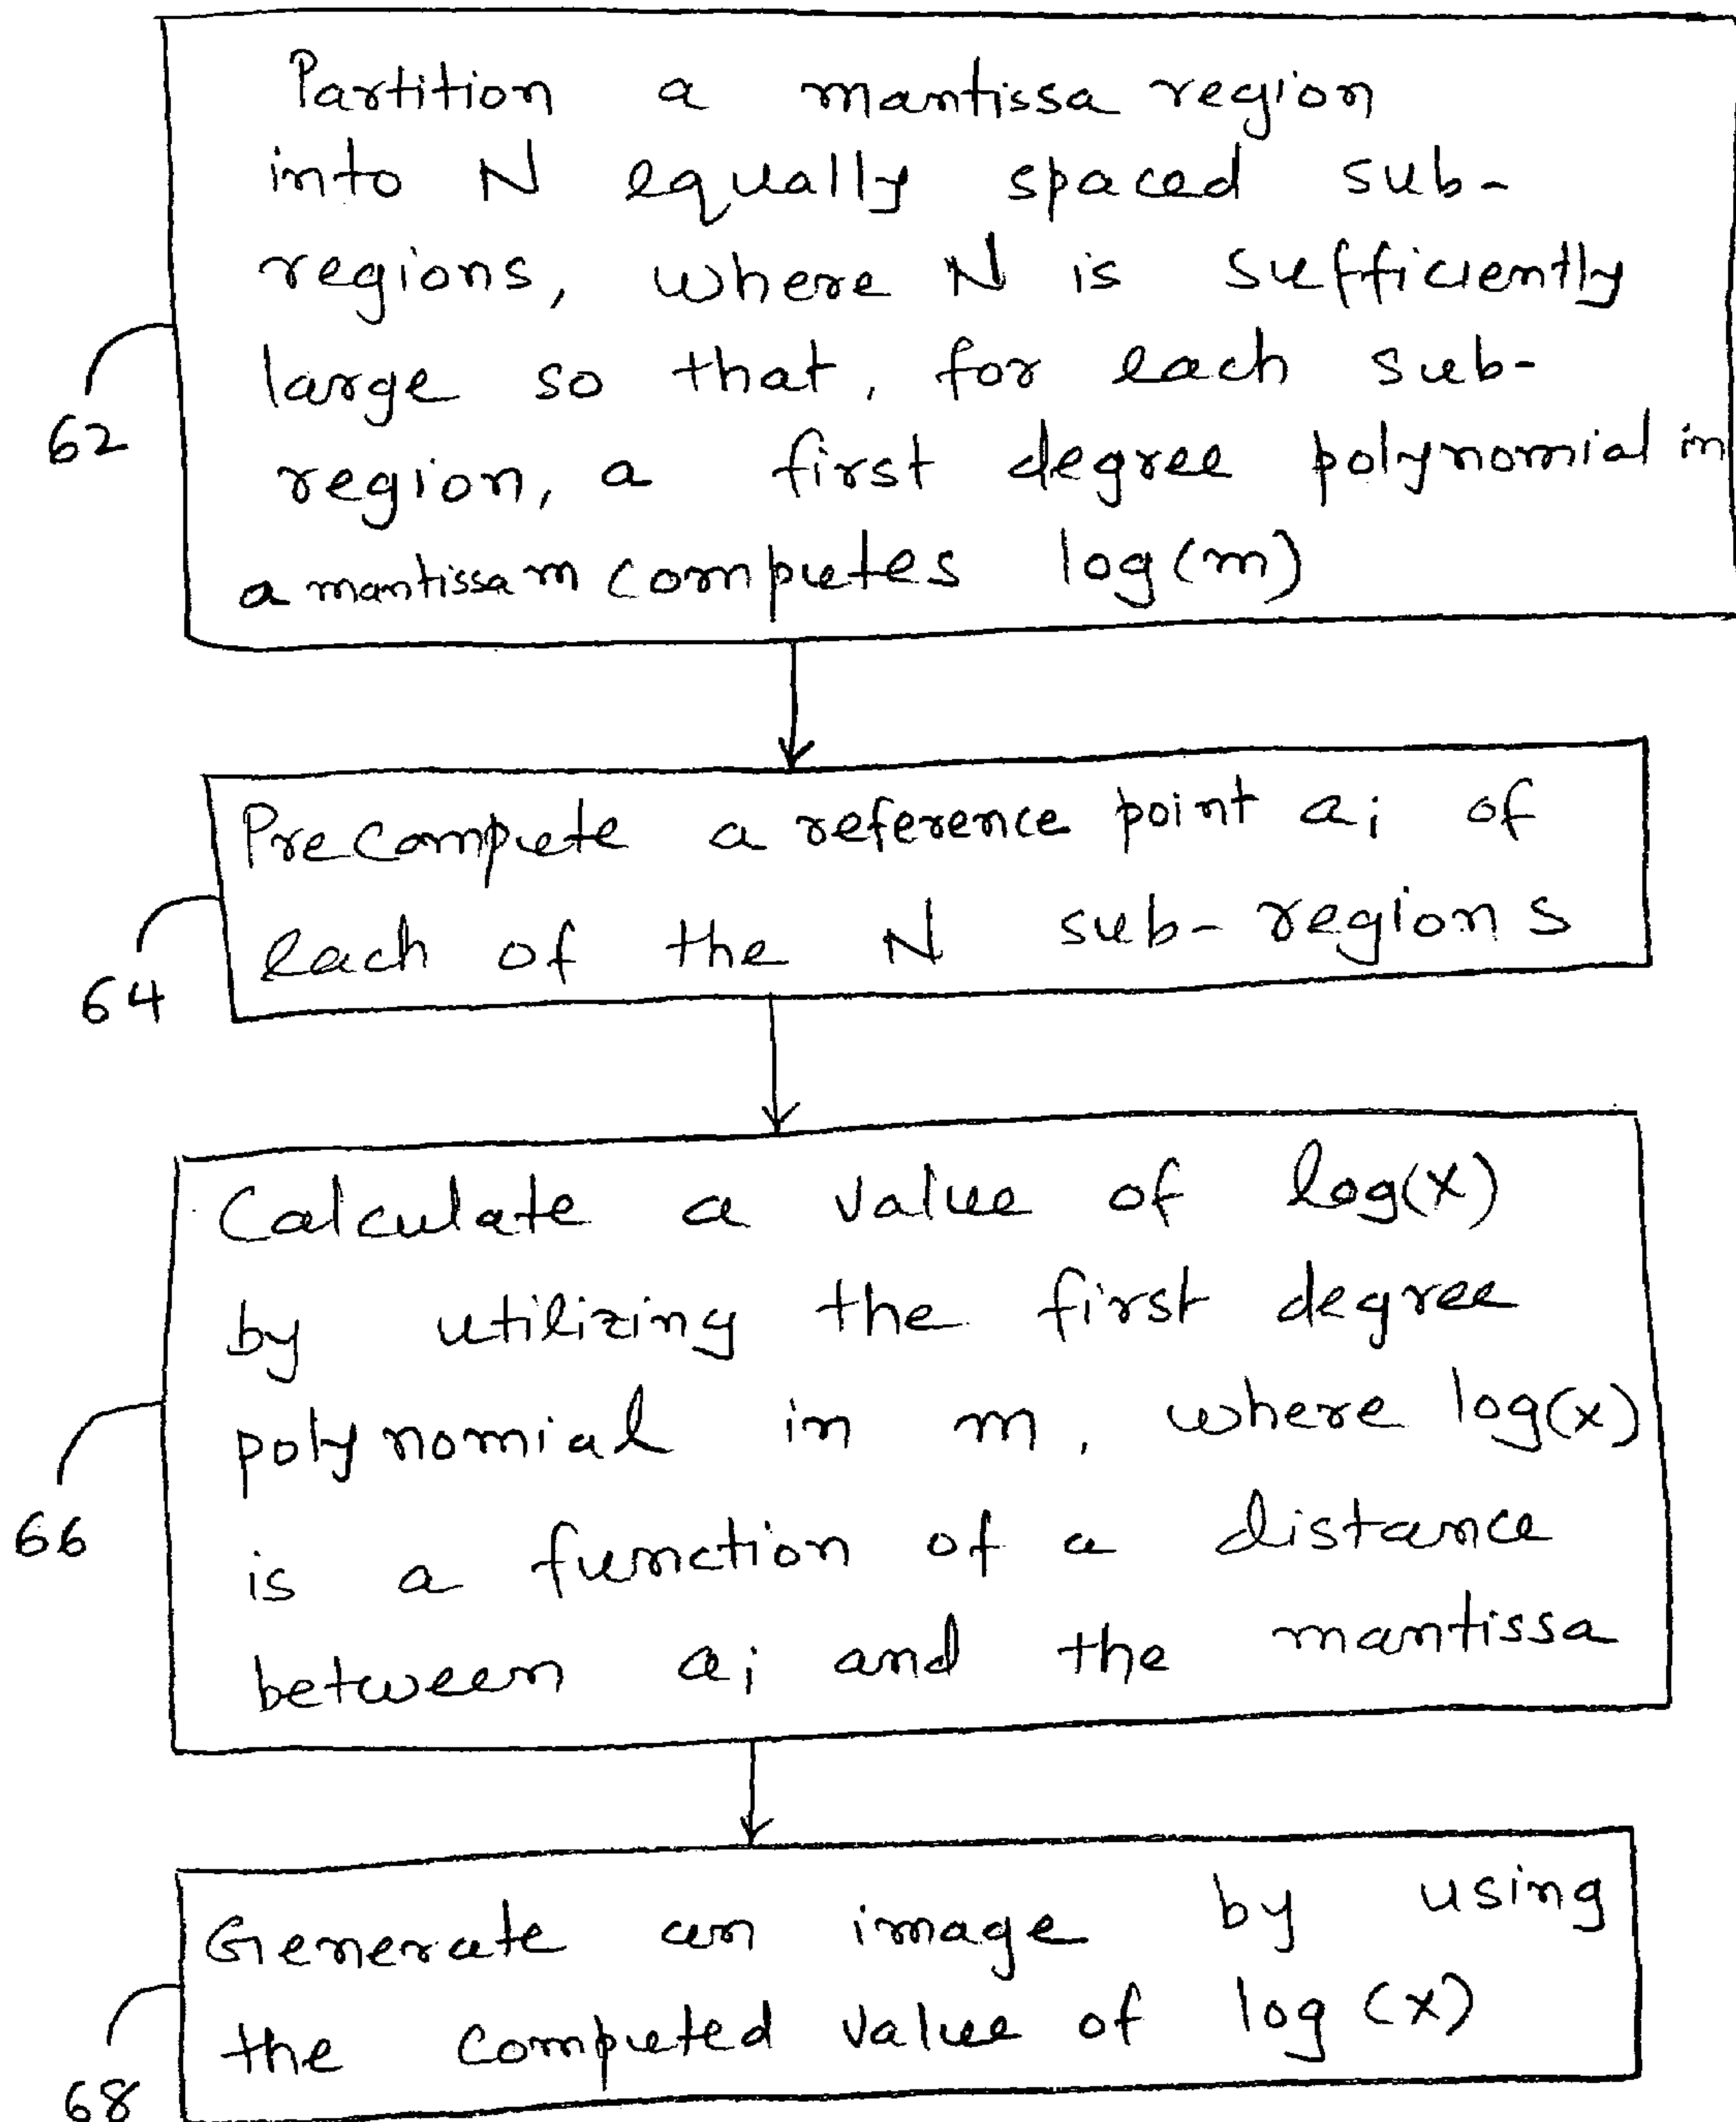 Partition a mantissa region
into N equally spaced sub-
regions, where N is sufficiently
large so that, for each sub-
region, a first degree polynomial in
a mantissa m computes log(m)
62
Precompute a reference point ai of
each of the N sub-regions
64
Calculate a value of log(x)
by utilizing the first degree
polynomial in m, where log(x)
is a function of a distance
between ai and the mantissa
66
Generate an image by using
the computed value of log (x)
68